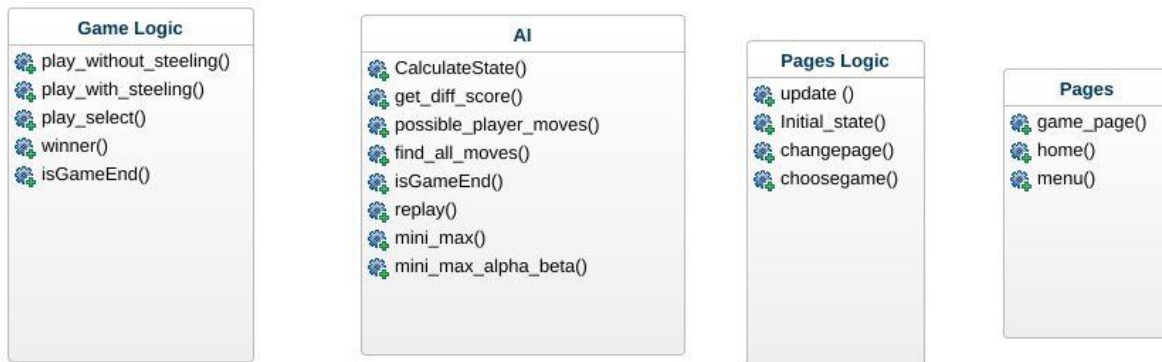 Game Logic
play_without_steeling()
play_with_steeling()
play_select()
winner()
isGameEnd()
AI
CalculateState()
get_diff_score()
possible_player_moves()
find_all_moves()
isGameEnd()
replay()
mini_max()
mini_max_alpha_beta()
Pages Logic
update ()
Initial_state()
changepage()
choosegame()
Pages
game_page()
home()
menu()